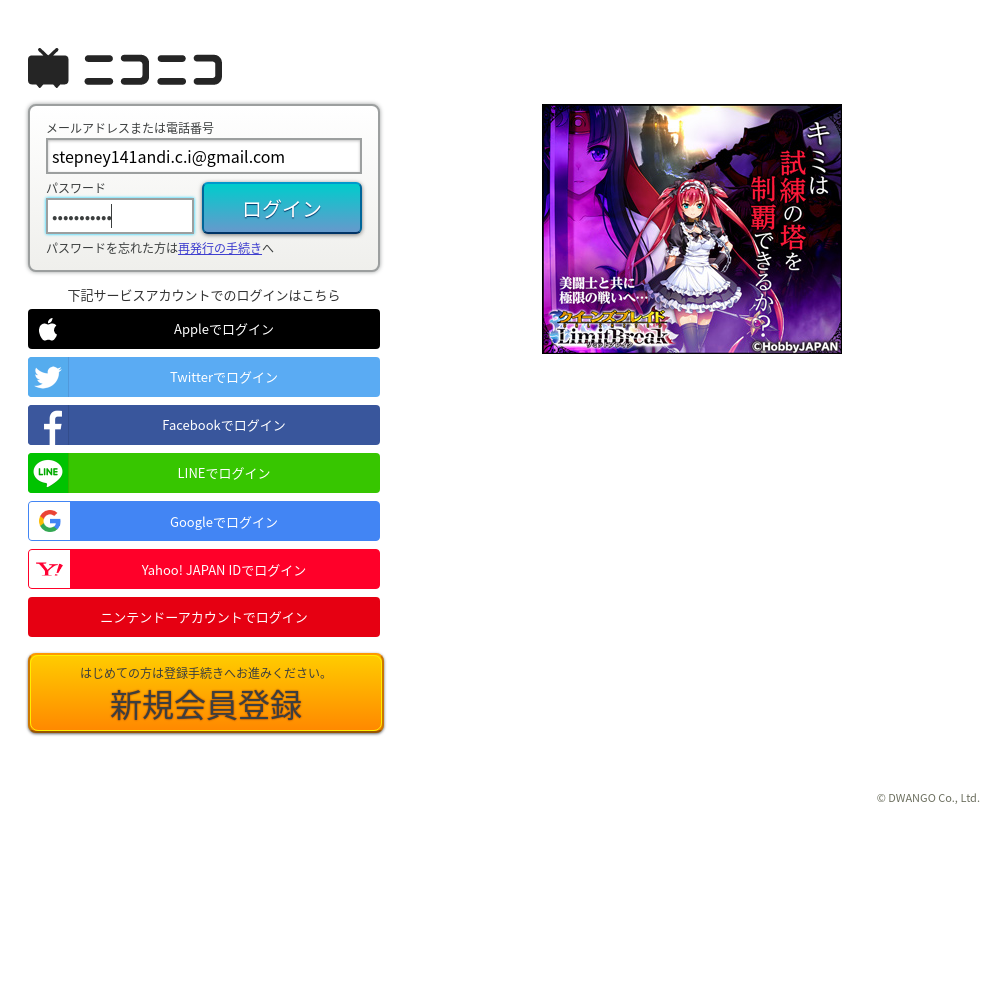 ニコニコ
メールアドレスまたは電話番号
stepney141andi.c.i@gmail.com
パスワード
•••••••••••
ログイン
パスワードを忘れた方は再発行の手続きへ
下記サービスアカウントでのログインはこちら
Appleでログイン
Twitterでログイン
Facebookでログイン
LINE
LINEでログイン
Googleでログイン
Y!
Yahoo! JAPAN IDでログイン
ニンテンドーアカウントでログイン
はじめての方は登録手続きへお進みください。
新規会員登録
キミは
試練の塔を
制覇できるか?
美闘士と共に
極限の戦いへ…
クイーンズブレイド
LimitBreak
©HobbyJAPAN
© DWANGO Co., Ltd.